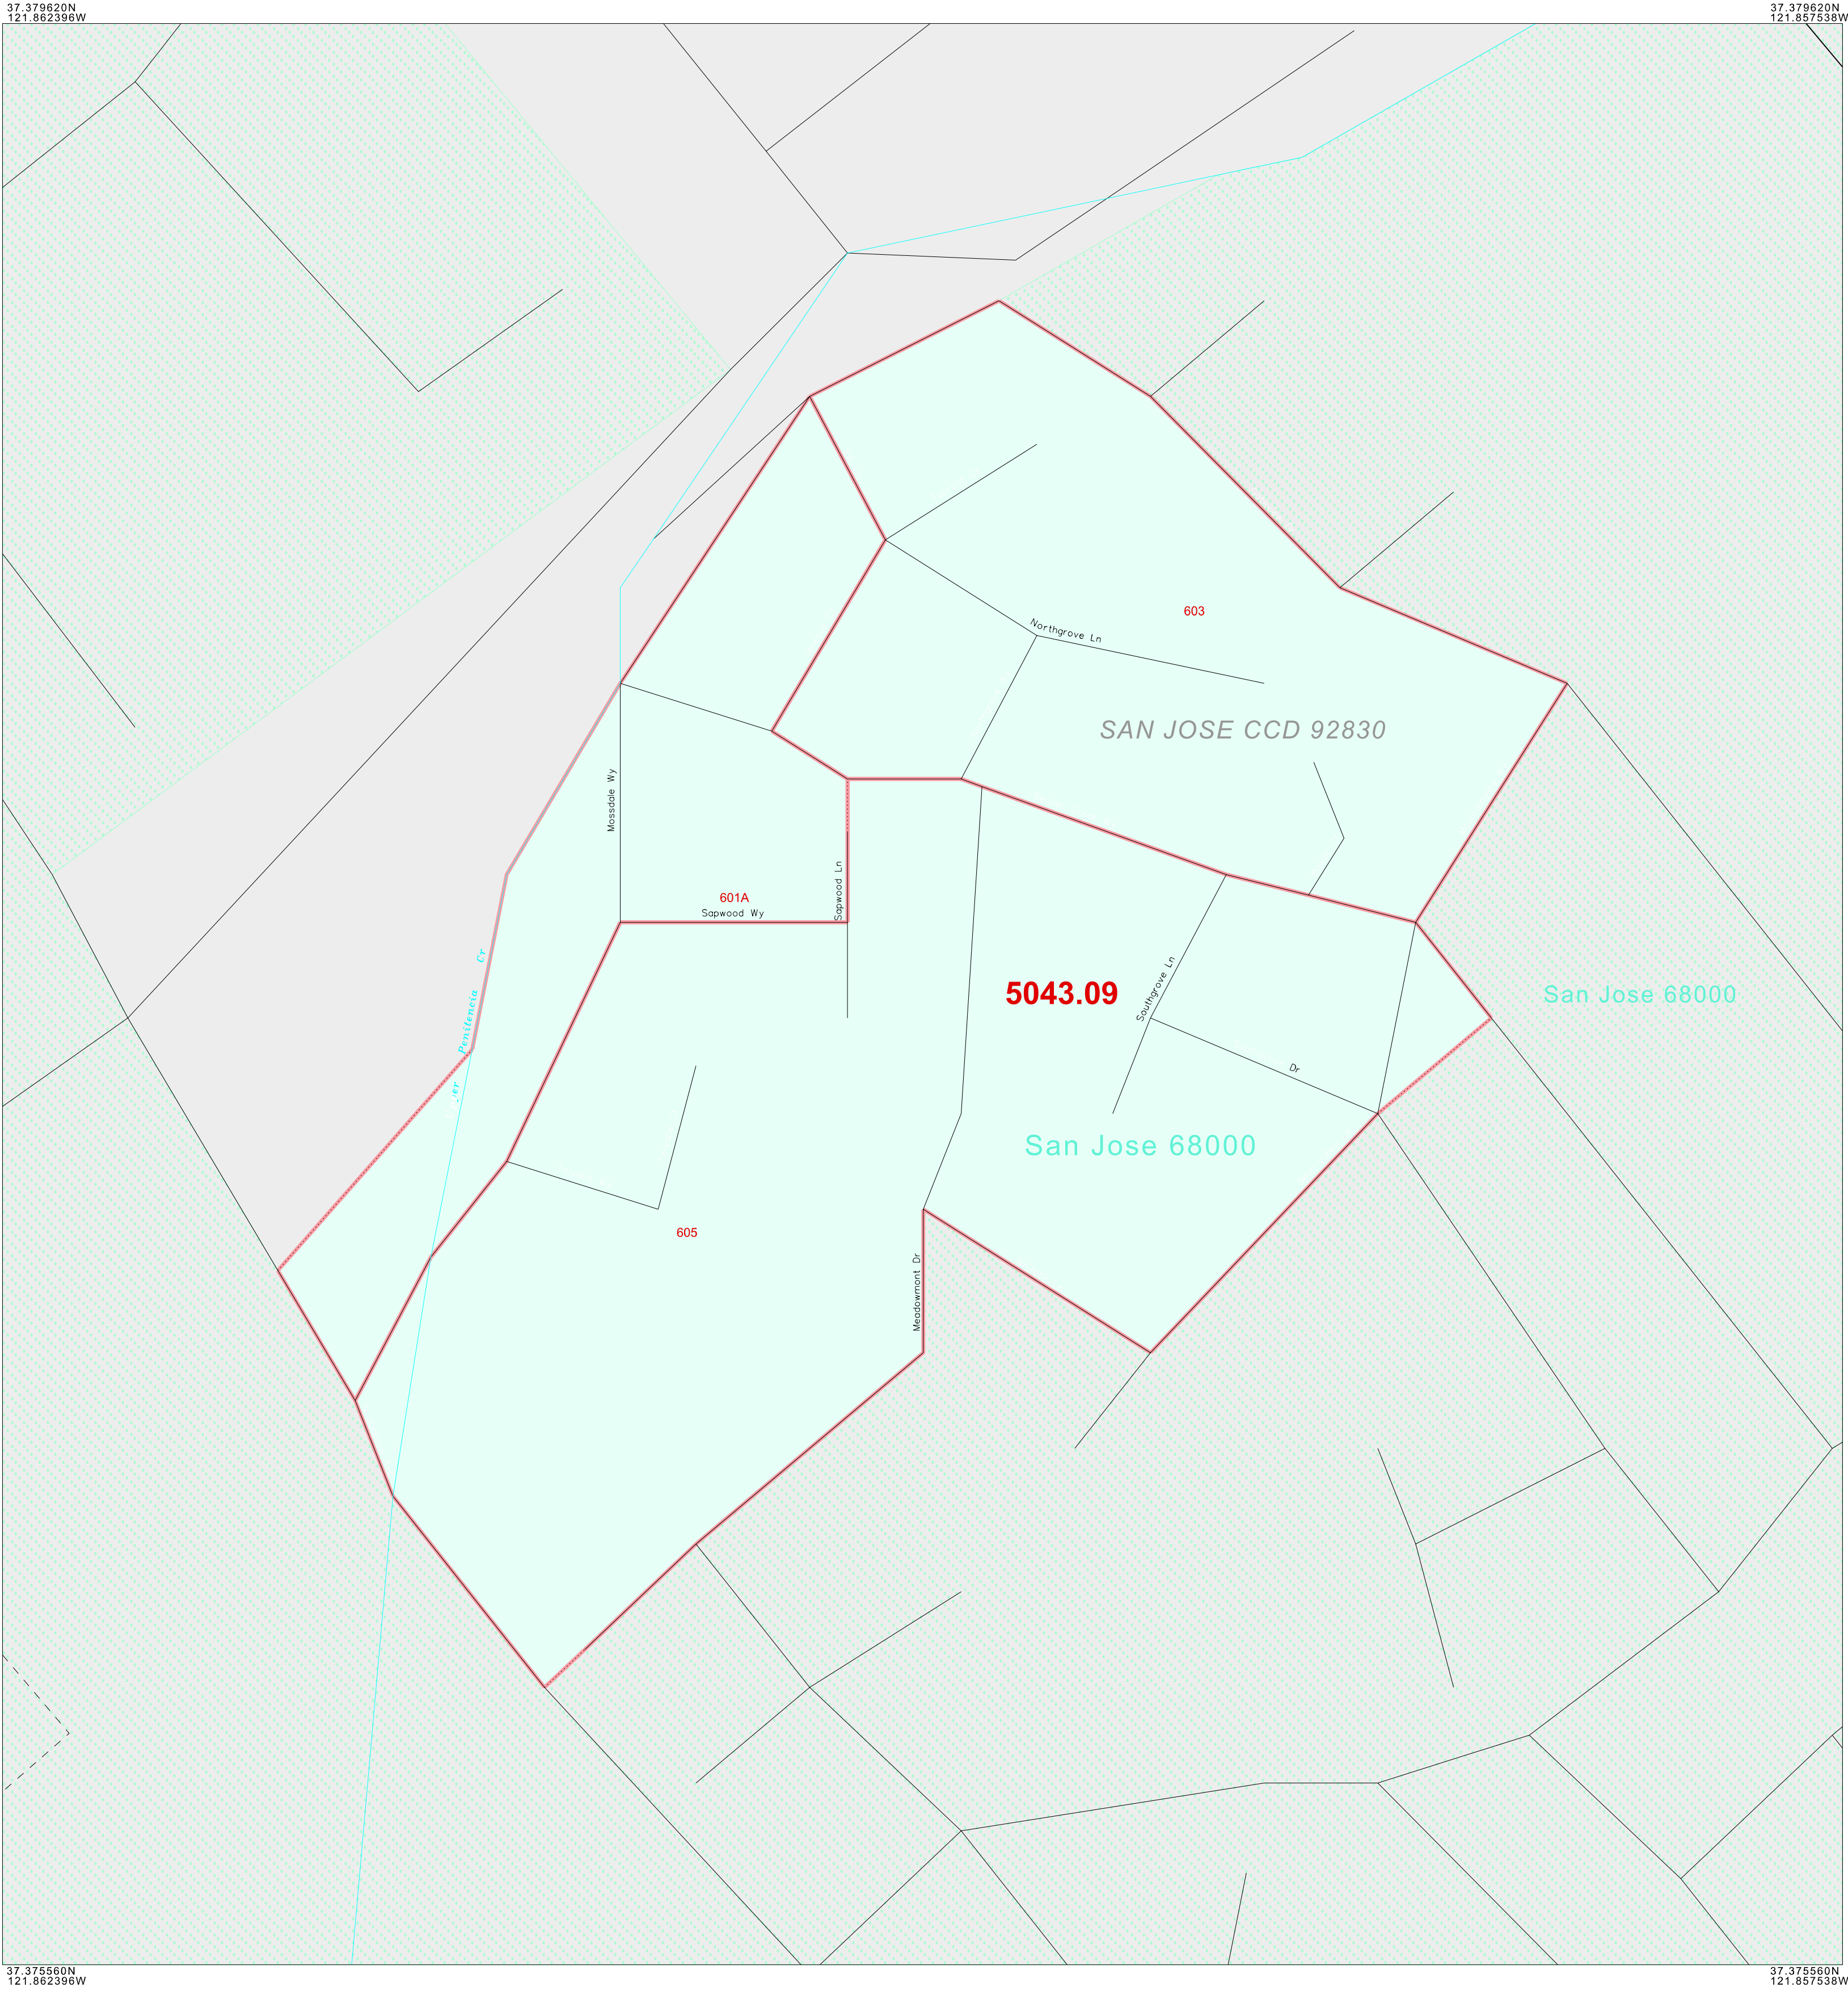 37.379620N
121.862396W
37.379620N
121.857538W
603
Northgrove Ln
SAN JOSE CCD 92830
Mossdale Wy
Sapwood Ln
601A
Sapwood Wy
5043.09
Southgrove Ln
San Jose 68000
Penitencia Cr
Dr
San Jose 68000
605
Meadowmont Dr
37.375560N
121.862396W
37.375560N
121.857538W